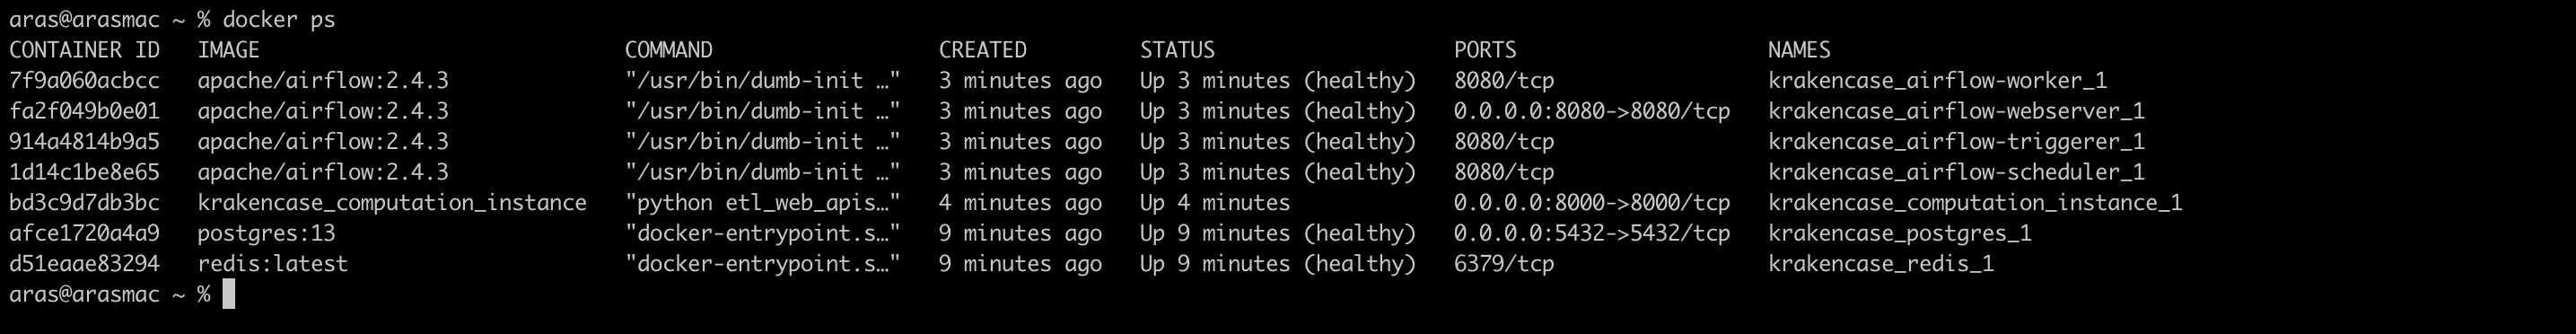 aras@arasmac ~ % docker ps
CONTAINER ID   IMAGE                             COMMAND                  CREATED         STATUS                   PORTS                    NAMES
7f9a060acbcc   apache/airflow:2.4.3              "/usr/bin/dumb-init …"   3 minutes ago   Up 3 minutes (healthy)   8080/tcp                 krakencase_airflow-worker_1
fa2f049b0e01   apache/airflow:2.4.3              "/usr/bin/dumb-init …"   3 minutes ago   Up 3 minutes (healthy)   0.0.0.0:8080->8080/tcp   krakencase_airflow-webserver_1
914a4814b9a5   apache/airflow:2.4.3              "/usr/bin/dumb-init …"   3 minutes ago   Up 3 minutes (healthy)   8080/tcp                 krakencase_airflow-triggerer_1
1d14c1be8e65   apache/airflow:2.4.3              "/usr/bin/dumb-init …"   3 minutes ago   Up 3 minutes (healthy)   8080/tcp                 krakencase_airflow-scheduler_1
bd3c9d7db3bc   krakencase_computation_instance   "python etl_web_apis…"   4 minutes ago   Up 4 minutes             0.0.0.0:8000->8000/tcp   krakencase_computation_instance_1
afce1720a4a9   postgres:13                       "docker-entrypoint.s…"   9 minutes ago   Up 9 minutes (healthy)   0.0.0.0:5432->5432/tcp   krakencase_postgres_1
d51eaae83294   redis:latest                      "docker-entrypoint.s…"   9 minutes ago   Up 9 minutes (healthy)   6379/tcp                 krakencase_redis_1
aras@arasmac ~ %